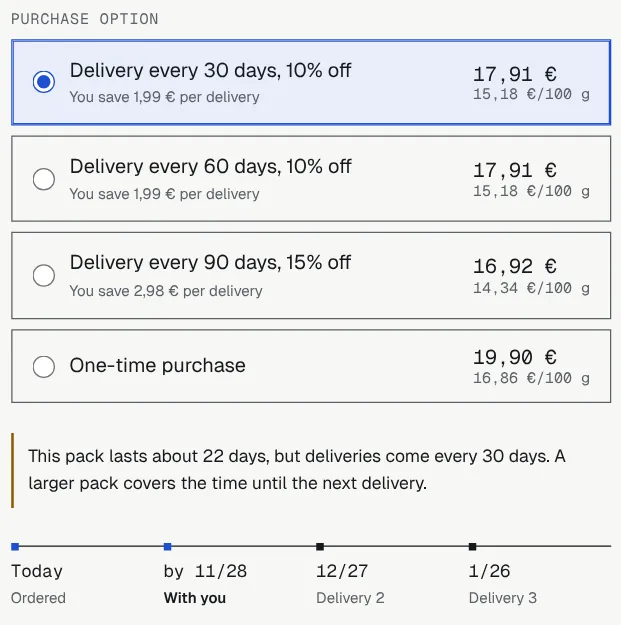 PURCHASE OPTION
Delivery every 30 days, 10% off
17,91 €
You save 1,99 € per delivery
15,18 €/100 g
Delivery every 60 days, 10% off
17,91 €
You save 1,99 € per delivery
15,18 €/100 g
Delivery every 90 days, 15% off
16,92 €
You save 2,98 € per delivery
14,34 €/100 g
One-time purchase
19,90 €
16,86 €/100 g
This pack lasts about 22 days, but deliveries come every 30 days. A
larger pack covers the time until the next delivery.
Today
by 11/28
12/27
1/26
Ordered
With you
Delivery 2
Delivery 3